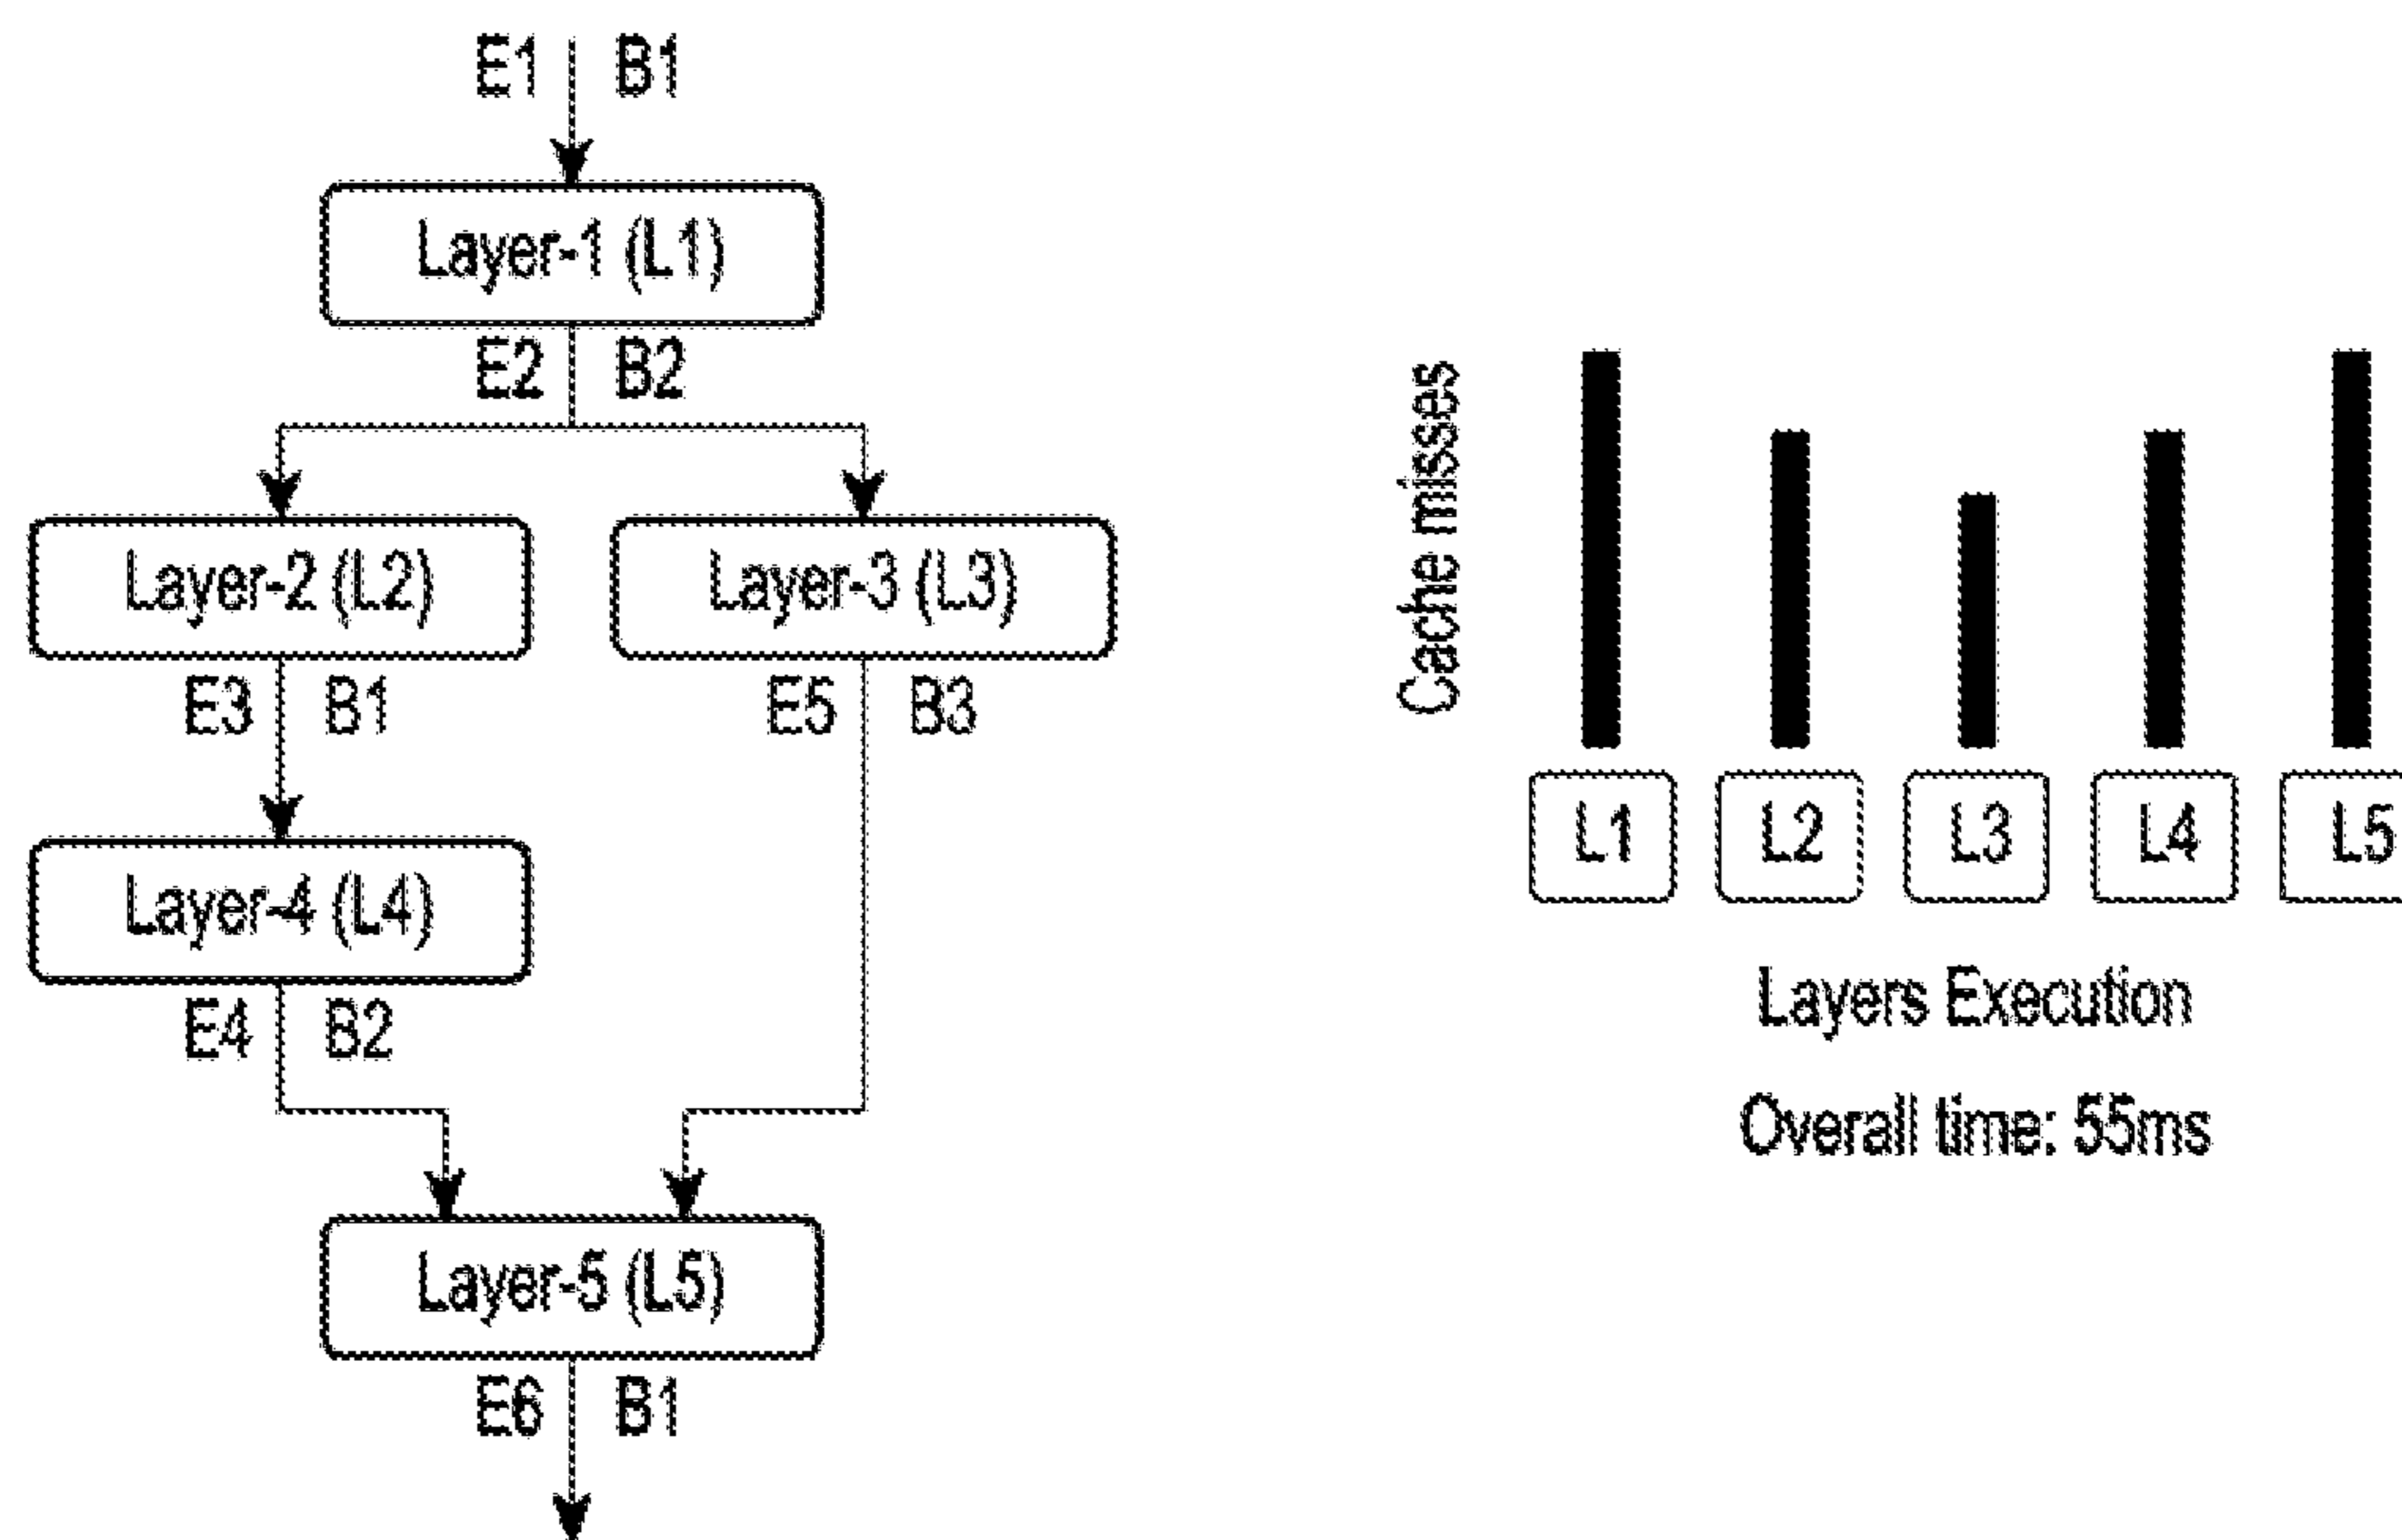 E1 B1
Layer-1 (L1)
E2 B2
Layer-2 (L2) Layer-3 (L3)
E3 B1 E5 B3
Layer-4 (L4)
E4 B2
Layer-5 (L5)
E6 B1
Cache misses
L1 L2 L3 L4 L5
Layers Execution
Overall time: 55ms